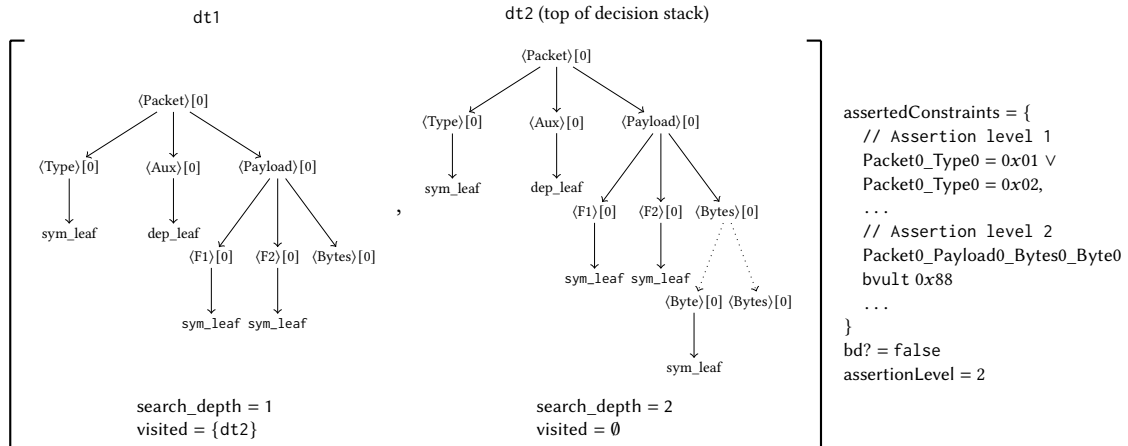 dt1
dt2 (top of decision stack)
⟨Packet⟩[0]
⟨Type⟩[0] ⟨Aux⟩[0] ⟨Payload⟩[0]
sym_leaf dep_leaf
⟨F1⟩[0] ⟨F2⟩[0] ⟨Bytes⟩[0]
sym_leaf sym_leaf
search_depth = 1
visited = {dt2}
,
⟨Packet⟩[0]
⟨Type⟩[0] ⟨Aux⟩[0] ⟨Payload⟩[0]
sym_leaf dep_leaf
⟨F1⟩[0] ⟨F2⟩[0] ⟨Bytes⟩[0]
sym_leaf sym_leaf
⟨Byte⟩[0] ⟨Bytes⟩[0]
sym_leaf
search_depth = 2
visited = ∅
assertedConstraints = {
// Assertion level 1
Packet0_Type0 = 0x01 ∨
Packet0_Type0 = 0x02,
...
// Assertion level 2
Packet0_Payload0_Bytes0_Byte0
bvult 0x88
...
}
bd? = false
assertionLevel = 2